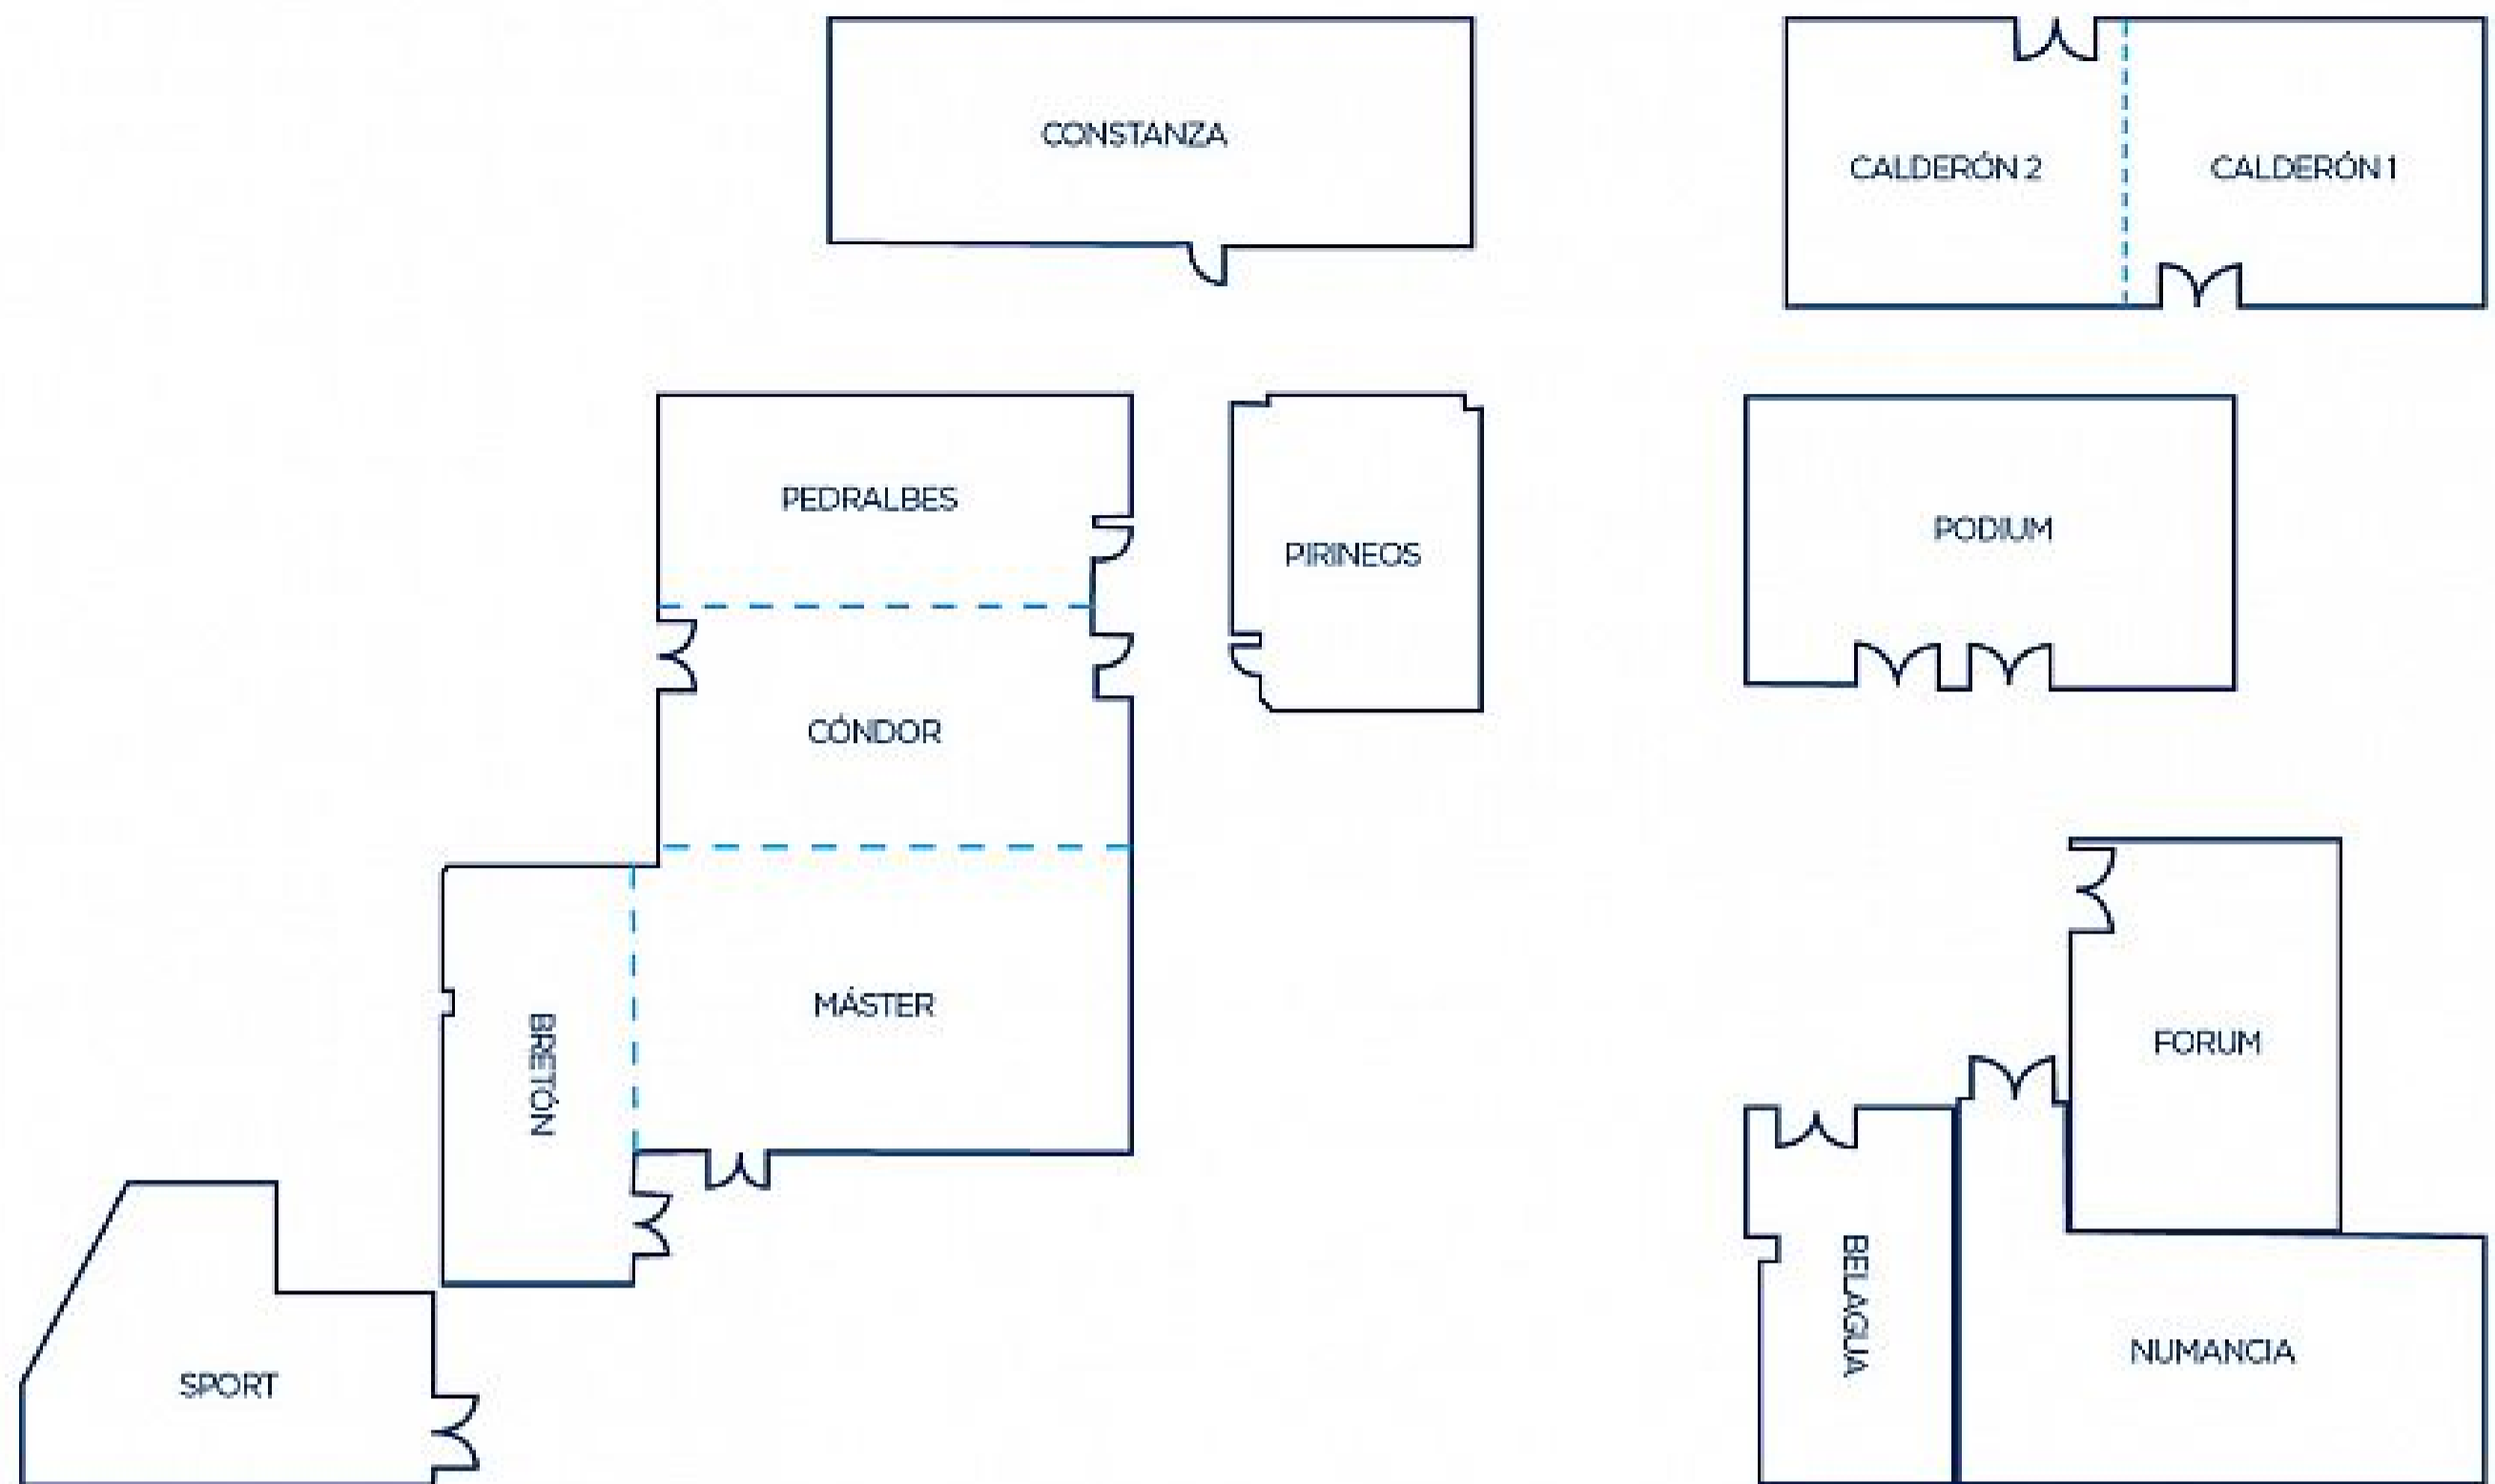 CONSTANZA
CALDERÓN 2
CALDERÓN 1
PEDRALBES
PIRINEOS
PODIUM
CÓNDOR
MÁSTER
BRETÓN
FORUM
BELAGUA
NUMANCIA
SPORT